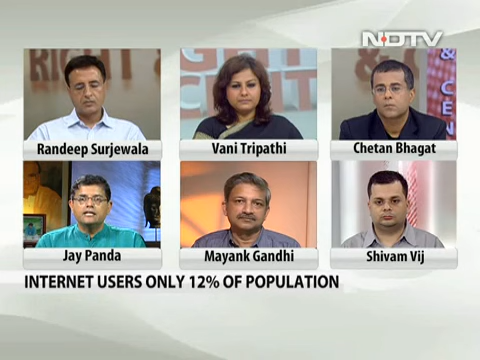 NDTV
Randeep Surjewala
Vani Tripathi
Chetan Bhagat
Jay Panda
Mayank Gandhi
Shivam Vij
INTERNET USERS ONLY 12% OF POPULATION